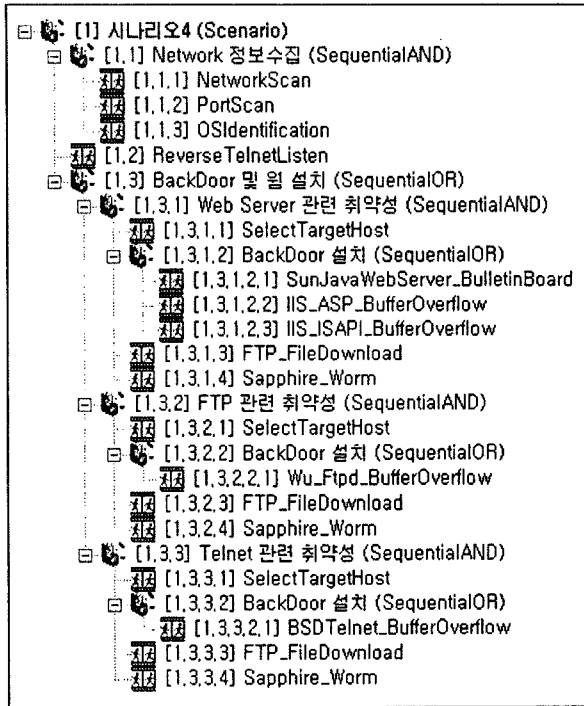 [1] 시나리오4 (Scenario)
[1,1] Network 정보수집 (SequentialAND)
[1,1,1] NetworkScan
[1,1,2] PortScan
[1,1,3] OSIdentification
[1,2] ReverseTelnetListen
[1,3] BackDoor 및 웜 설치 (SequentialOR)
[1,3,1] Web Server 관련 취약성 (SequentialAND)
[1,3,1,1] SelectTargetHost
[1,3,1,2] BackDoor 설치 (SequentialOR)
[1,3,1,2,1] SunJavaWebServer_BulletinBoard
[1,3,1,2,2] IIS_ASP_BufferOverflow
[1,3,1,2,3] IIS_ISAPI_BufferOverflow
[1,3,1,3] FTP_FileDownload
[1,3,1,4] Sapphire_Worm
[1,3,2] FTP 관련 취약성 (SequentialAND)
[1,3,2,1] SelectTargetHost
[1,3,2,2] BackDoor 설치 (SequentialOR)
[1,3,2,2,1] Wu_Ftpd_BufferOverflow
[1,3,2,3] FTP_FileDownload
[1,3,2,4] Sapphire_Worm
[1,3,3] Telnet 관련 취약성 (SequentialAND)
[1,3,3,1] SelectTargetHost
[1,3,3,2] BackDoor 설치 (SequentialOR)
[1,3,3,2,1] BSDTelnet_BufferOverflow
[1,3,3,3] FTP_FileDownload
[1,3,3,4] Sapphire_Worm